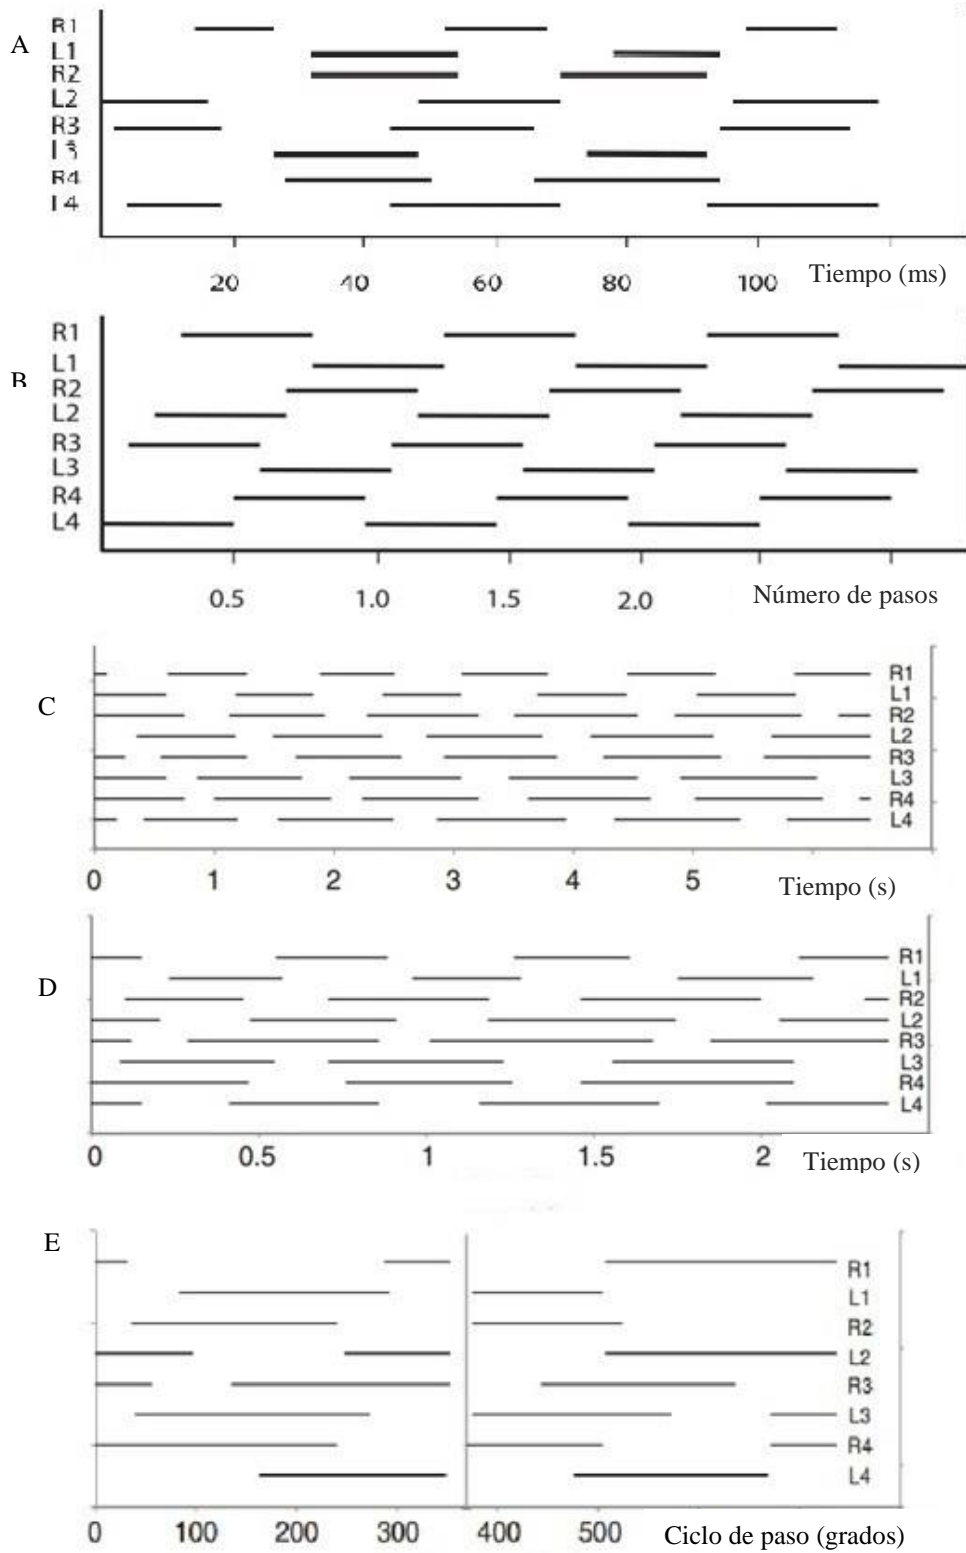 A
R1
L1
R2
L2
R3
L3
R4
L4
20 40 60 80 100 Tiempo (ms)
B
R1
L1
R2
L2
R3
L3
R4
L4
0.5 1.0 1.5 2.0 Número de pasos
C
R1
L1
R2
L2
R3
L3
R4
L4
0 1 2 3 4 5 Tiempo (s)
D
R1
L1
R2
L2
R3
L3
R4
L4
0 0.5 1 1.5 2 Tiempo (s)
E
R1
L1
R2
L2
R3
L3
R4
L4
0 100 200 300 400 500 Ciclo de paso (grados)